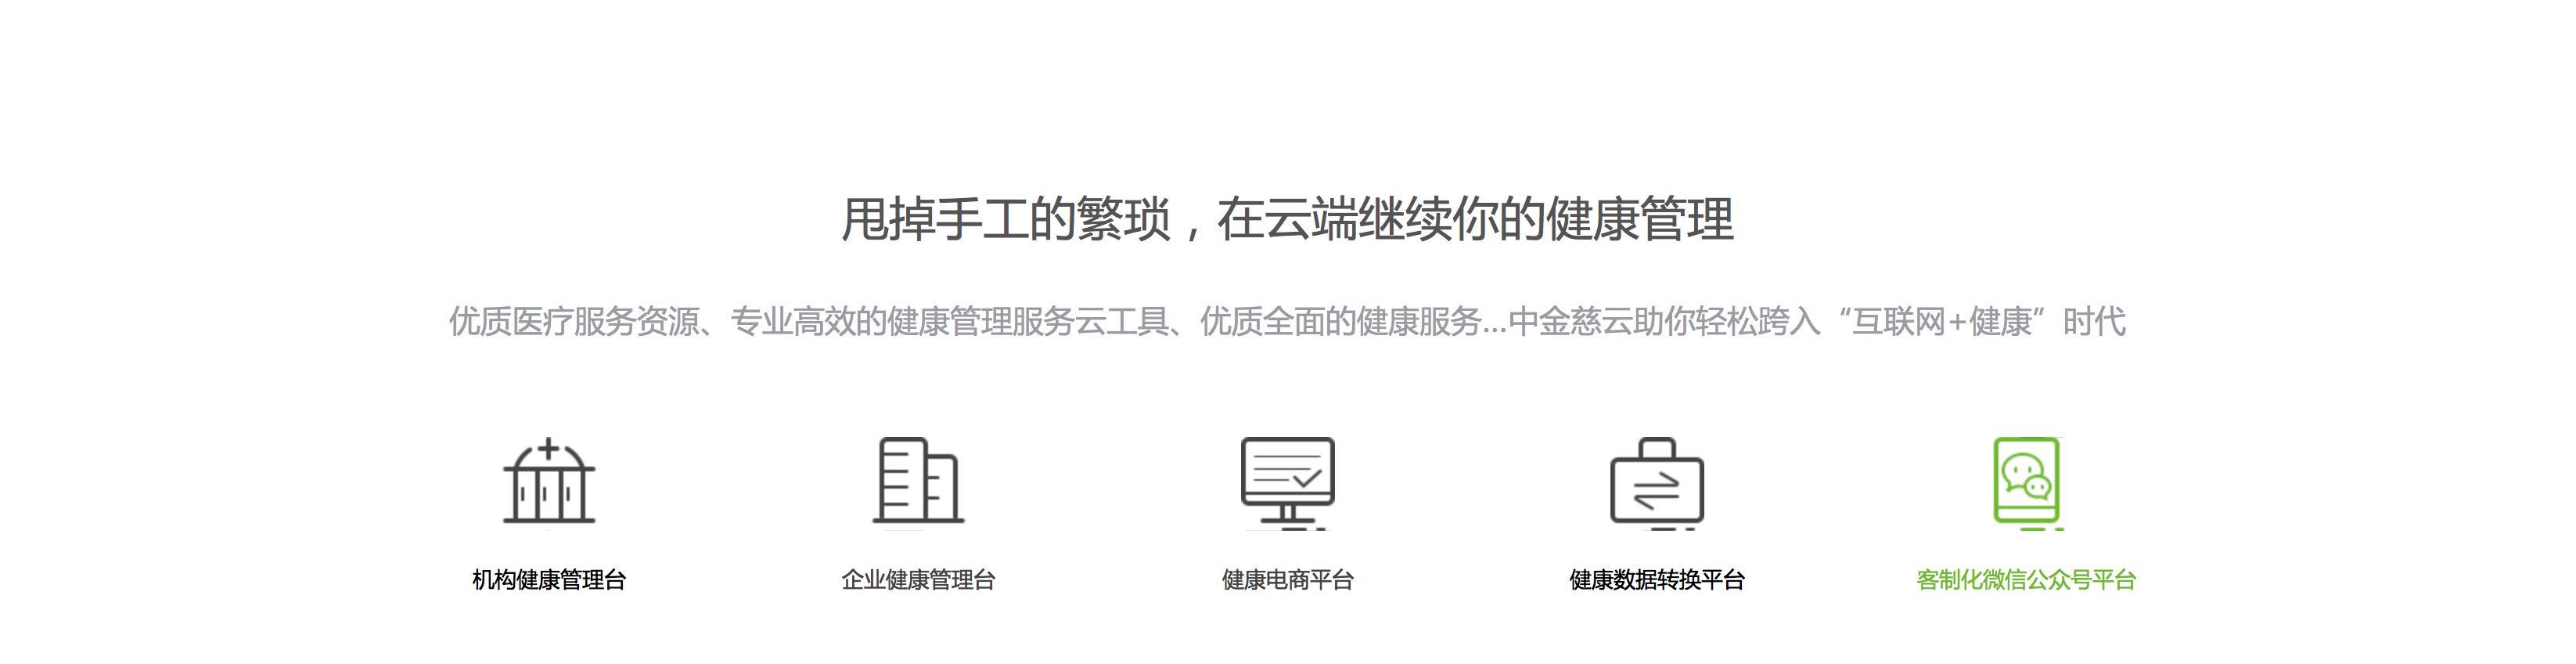 甩掉手工的繁琐，在云端继续你的健康管理
优质医疗服务资源、专业高效的健康管理服务云工具、优质全面的健康服务...中金慈云助你轻松跨入“互联网+健康”时代
机构健康管理台
企业健康管理台
健康电商平台
健康数据转换平台
客制化微信公众号平台